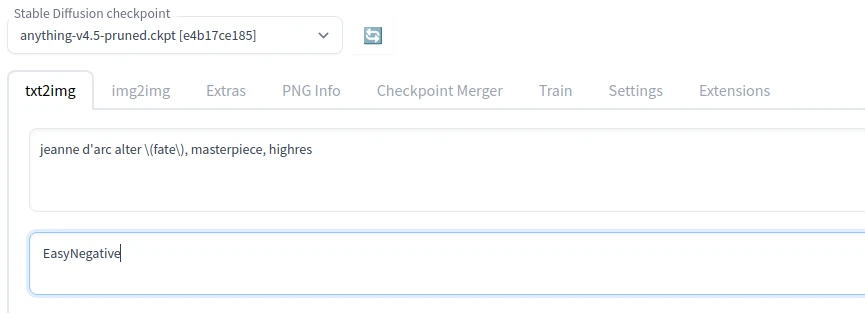 Stable Diffusion checkpoint
anything-v4.5-pruned.ckpt [e4b17ce185]
txt2img img2img Extras PNG Info Checkpoint Merger Train Settings Extensions
jeanne d'arc alter \(fate\), masterpiece, highres
EasyNegative